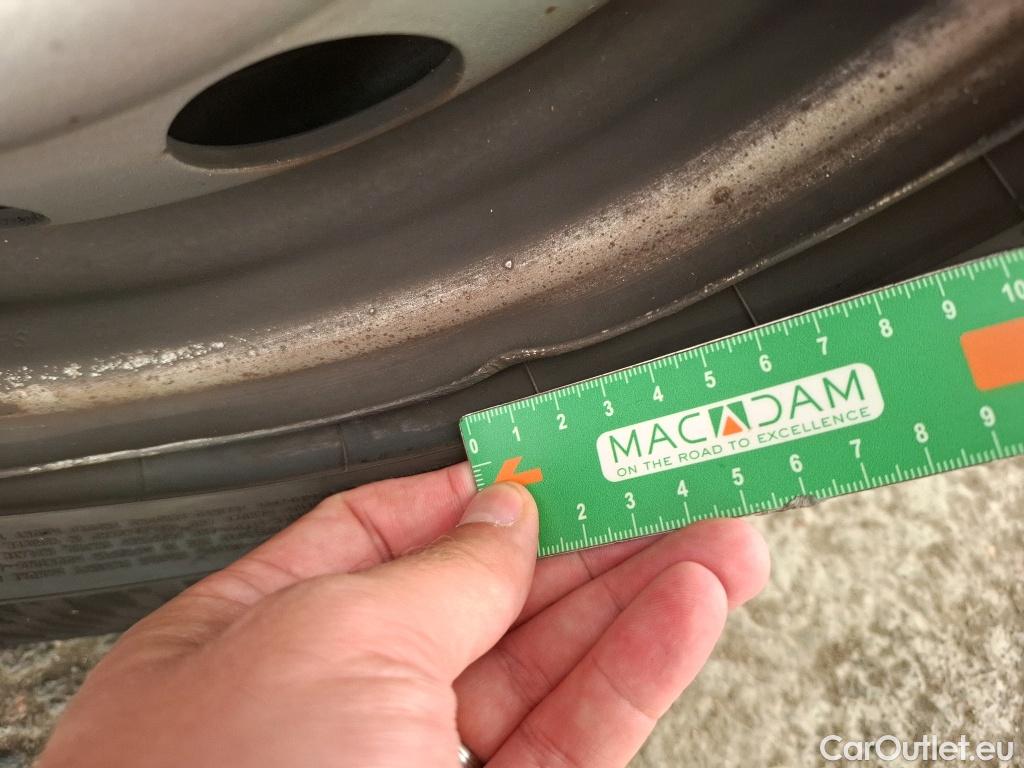 0 1 2 3 4 5 6 7 8 9 10
MACADAM
ON THE ROAD TO EXCELLENCE
2 3 4 5 6 7 8 9
CarOutlet.eu